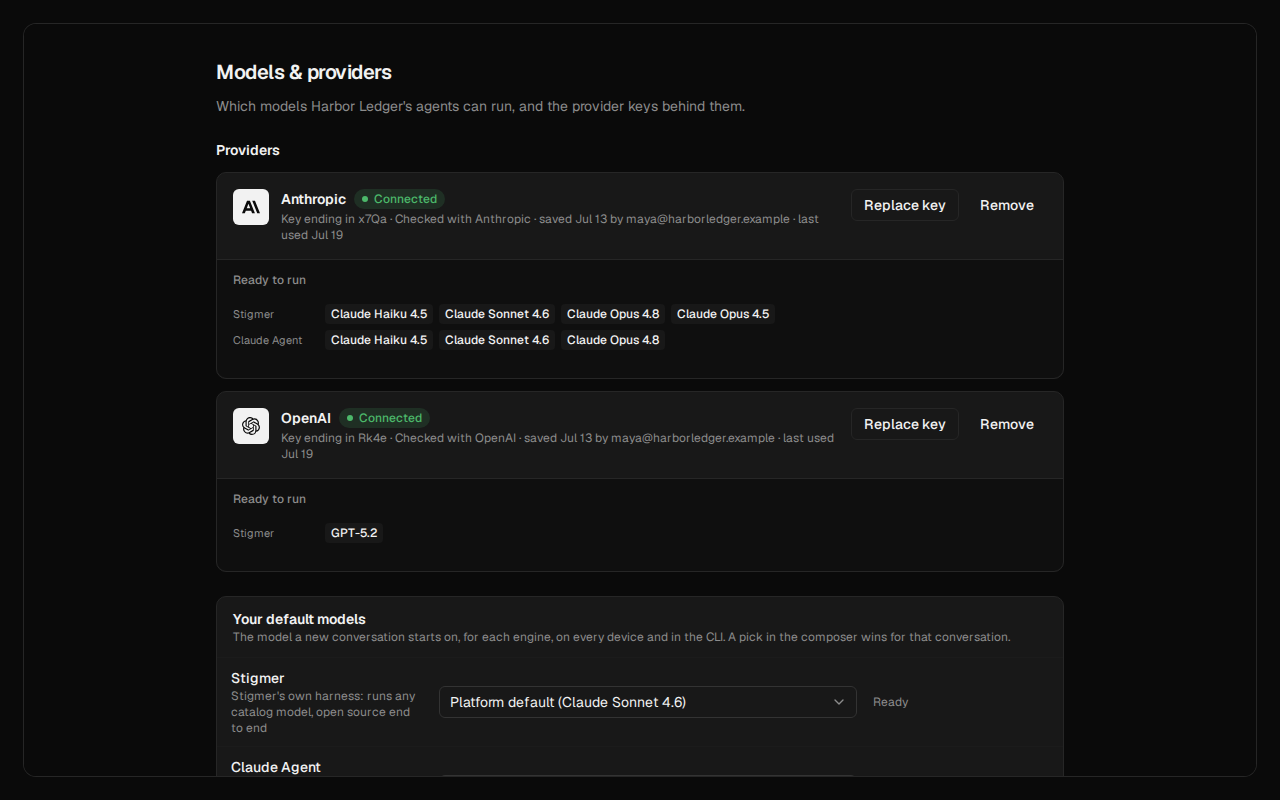 Models & providers
Which models Harbor Ledger's agents can run, and the provider keys behind them.
Providers
Anthropic
Connected
Key ending in x7Qa · Checked with Anthropic · saved Jul 13 by maya@harborledger.example · last
used Jul 19
Replace key
Remove
Ready to run
Stigmer
Claude Haiku 4.5
Claude Sonnet 4.6
Claude Opus 4.8
Claude Opus 4.5
Claude Agent
Claude Haiku 4.5
Claude Sonnet 4.6
Claude Opus 4.8
OpenAI
Connected
Key ending in Rk4e · Checked with OpenAI · saved Jul 13 by maya@harborledger.example · last used
Jul 19
Replace key
Remove
Ready to run
Stigmer
GPT-5.2
Your default models
The model a new conversation starts on, for each engine, on every device and in the CLI. A pick in the composer wins for that conversation.
Stigmer
Stigmer's own harness: runs any
catalog model, open source end
to end
Platform default (Claude Sonnet 4.6)
Ready
Claude Agent